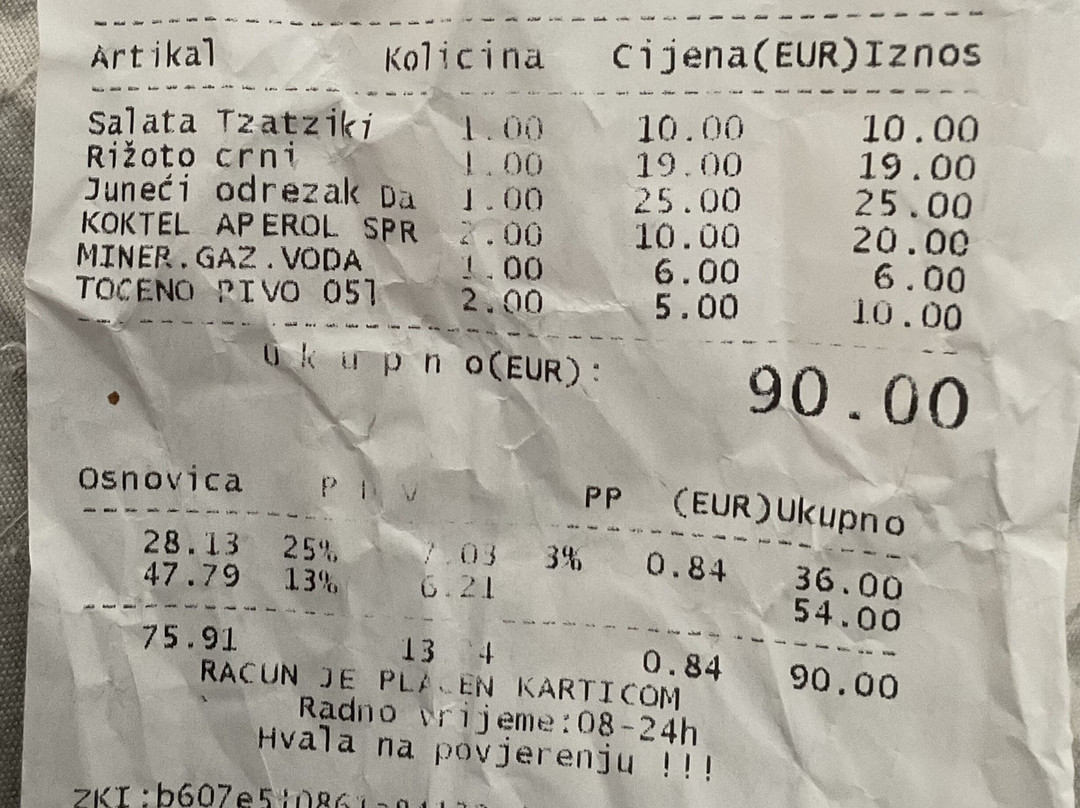 Artikal Kolicina Cijena(EUR)Iznos
Salata Tzatziki 1.00 10.00 10.00
Rižoto crni 1.00 19.00 19.00
Juneći odrezak Da 1.00 25.00 25.00
KOKTEL APEROL SPR 2.00 10.00 20.00
MINER.GAZ.VODA 1.00 6.00 6.00
TOCENO PIVO 05l 2.00 5.00 10.00
Ukupno(EUR): 90.00
Osnovica PDV PP (EUR)Ukupno
28.13 25% 7.03 3% 0.84 36.00
47.79 13% 6.21 54.00
75.91 0.84 90.00
RACUN JE PLACEN KARTICOM
Radno vrijeme:08-24h
Hvala na povjerenju !!!
ZKI: